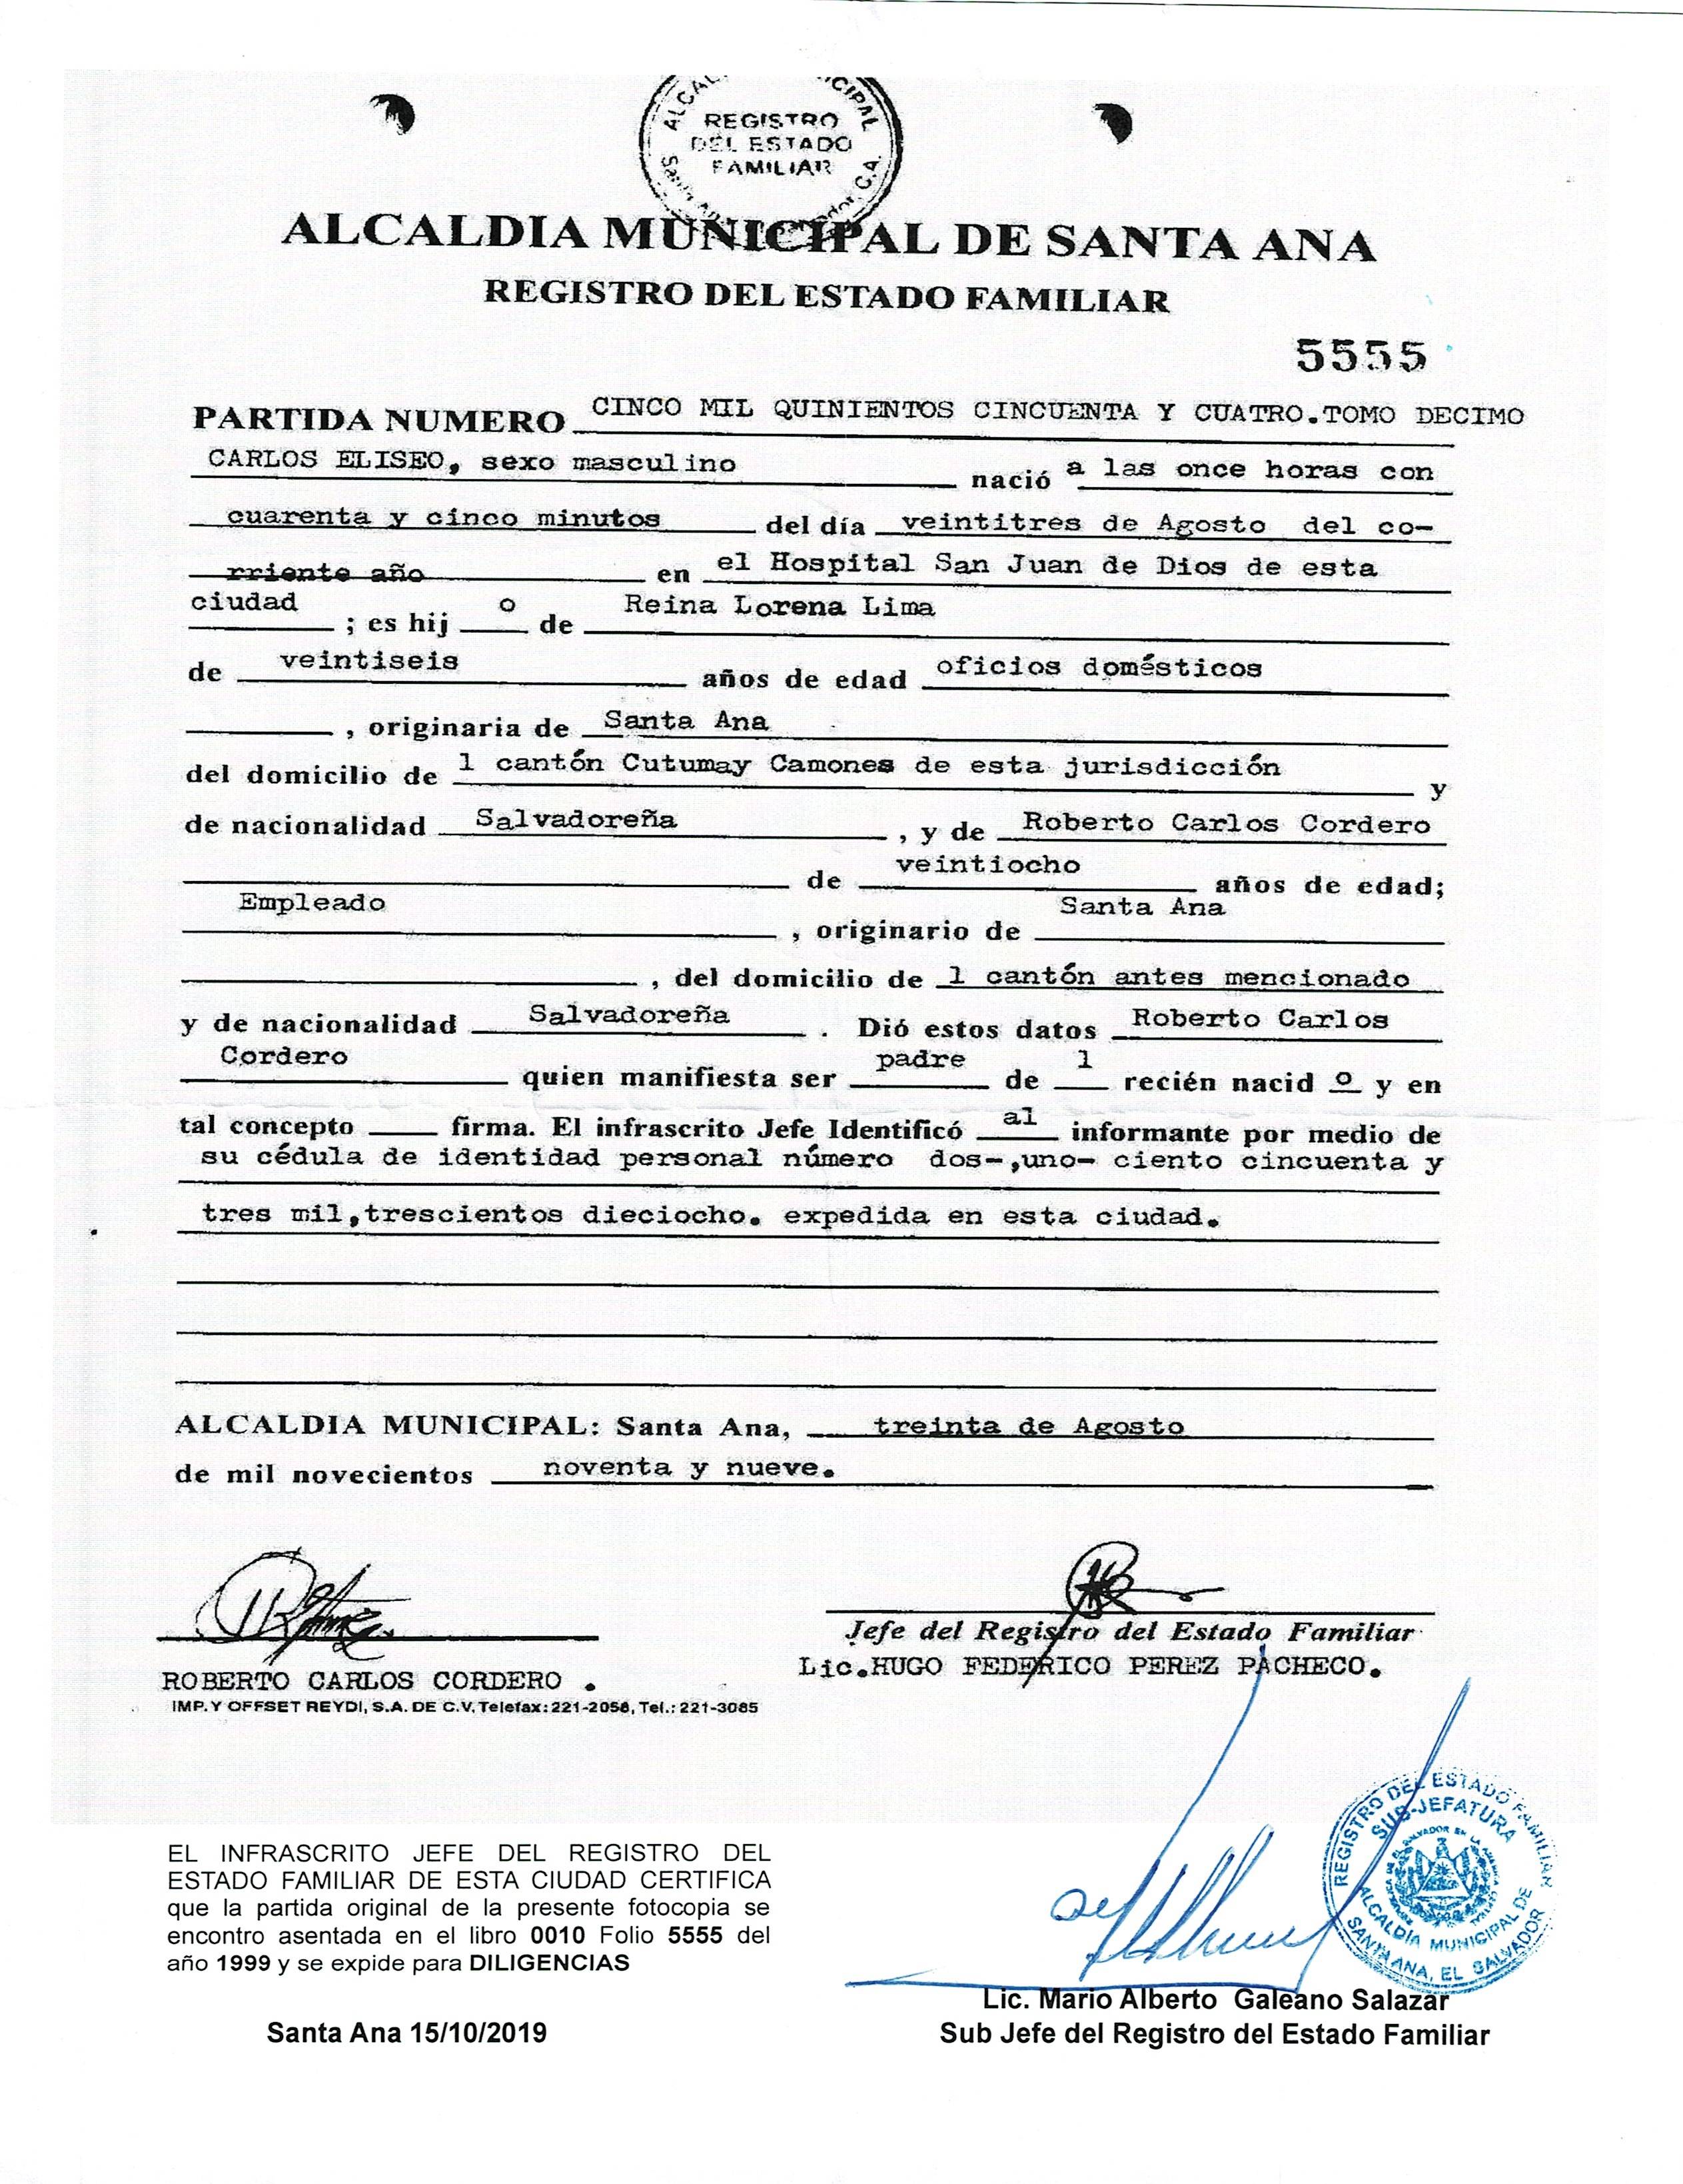 REGISTRO
DEL ESTADO
FAMILIAR
ALCALDIA MUNICIPAL DE SANTA ANA
REGISTRO DEL ESTADO FAMILIAR
5555
PARTIDA NUMERO CINCO MIL QUINIENTOS CINCUENTA Y CUATRO.TOMO DECIMO
CARLOS ELISEO, sexo masculino nació a las once horas con
cuarenta y cinco minutos del día veintitres de Agosto del co-
rriente año en el Hospital San Juan de Dios de esta
ciudad ; es hij o de Reina Lorena Lima
de veintiseis años de edad oficios domésticos
, originaria de Santa Ana
del domicilio de l cantón Cutumay Camones de esta jurisdicción y
de nacionalidad Salvadoreña , y de Roberto Carlos Cordero
de veintiocho años de edad;
Empleado , originario de Santa Ana
, del domicilio de l cantón antes mencionado
y de nacionalidad Salvadoreña . Dió estos datos Roberto Carlos
Cordero quien manifiesta ser padre de l recién nacid o y en
tal concepto firma. El infrascrito Jefe Identificó al informante por medio de
su cédula de identidad personal número dos-,uno- ciento cincuenta y
tres mil,trescientos dieciocho. expedida en esta ciudad.
ALCALDIA MUNICIPAL: Santa Ana, treinta de Agosto
de mil novecientos noventa y nueve.
Jefe del Registro del Estado Familiar
Lic.HUGO FEDERICO PEREZ PACHECO.
ROBERTO CARLOS CORDERO .
IMP. Y OFFSET REYDI, S.A. DE C.V. Telefax: 221-2058, Tel.: 221-3085
EL INFRASCRITO JEFE DEL REGISTRO DEL
ESTADO FAMILIAR DE ESTA CIUDAD CERTIFICA
que la partida original de la presente fotocopia se
encontro asentada en el libro 0010 Folio 5555 del
año 1999 y se expide para DILIGENCIAS
Santa Ana 15/10/2019
REGISTRO DEL ESTADO FAMILIAR
SUB-JEFATURA
ALCALDIA MUNICIPAL DE
SANTA ANA, EL SALVADOR
Lic. Mario Alberto Galeano Salazar
Sub Jefe del Registro del Estado Familiar